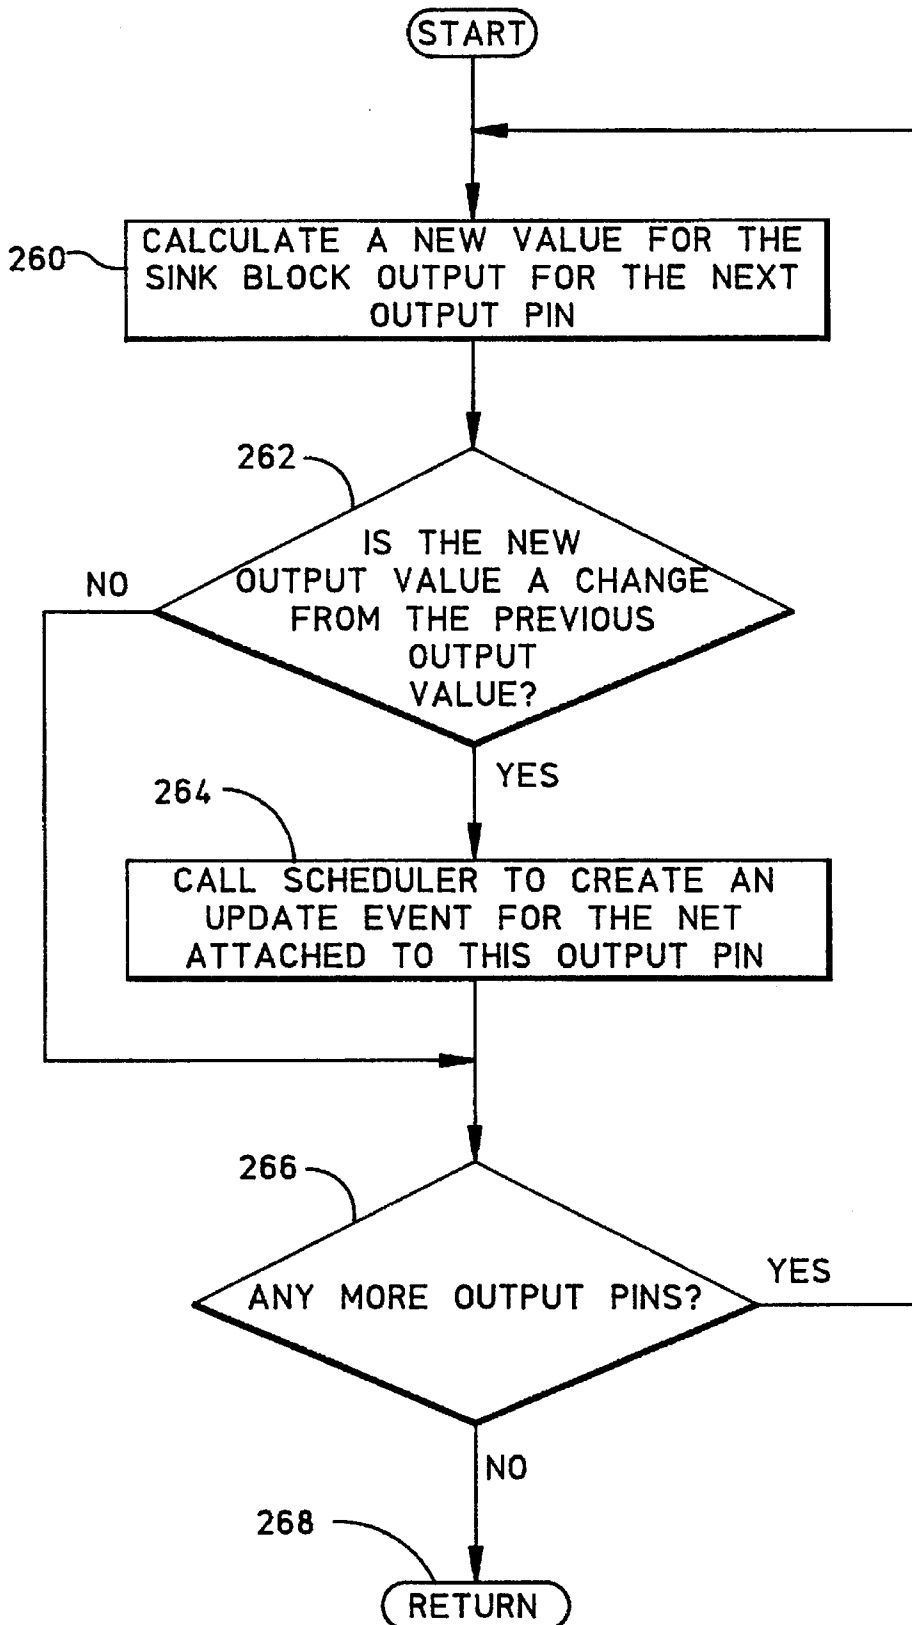 START
260
CALCULATE A NEW VALUE FOR THE
SINK BLOCK OUTPUT FOR THE NEXT
OUTPUT PIN
262
IS THE NEW
OUTPUT VALUE A CHANGE
FROM THE PREVIOUS
OUTPUT
VALUE?
NO
YES
264
CALL SCHEDULER TO CREATE AN
UPDATE EVENT FOR THE NET
ATTACHED TO THIS OUTPUT PIN
266
ANY MORE OUTPUT PINS?
YES
NO
268
RETURN